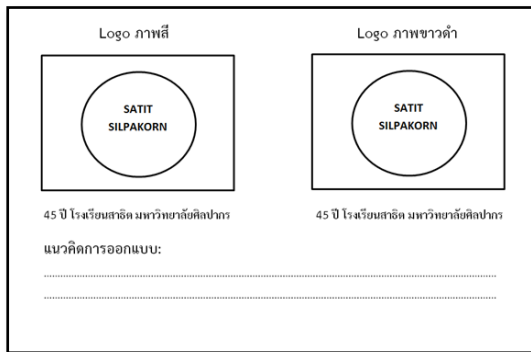 Logo ภาพสี
Logo ภาพขาวดำ
SATIT
SILPAKORN
SATIT
SILPAKORN
45 ปี โรงเรียนสาธิต มหาวิทยาลัยศิลปากร
45 ปี โรงเรียนสาธิต มหาวิทยาลัยศิลปากร
แนวคิดการออกแบบ: